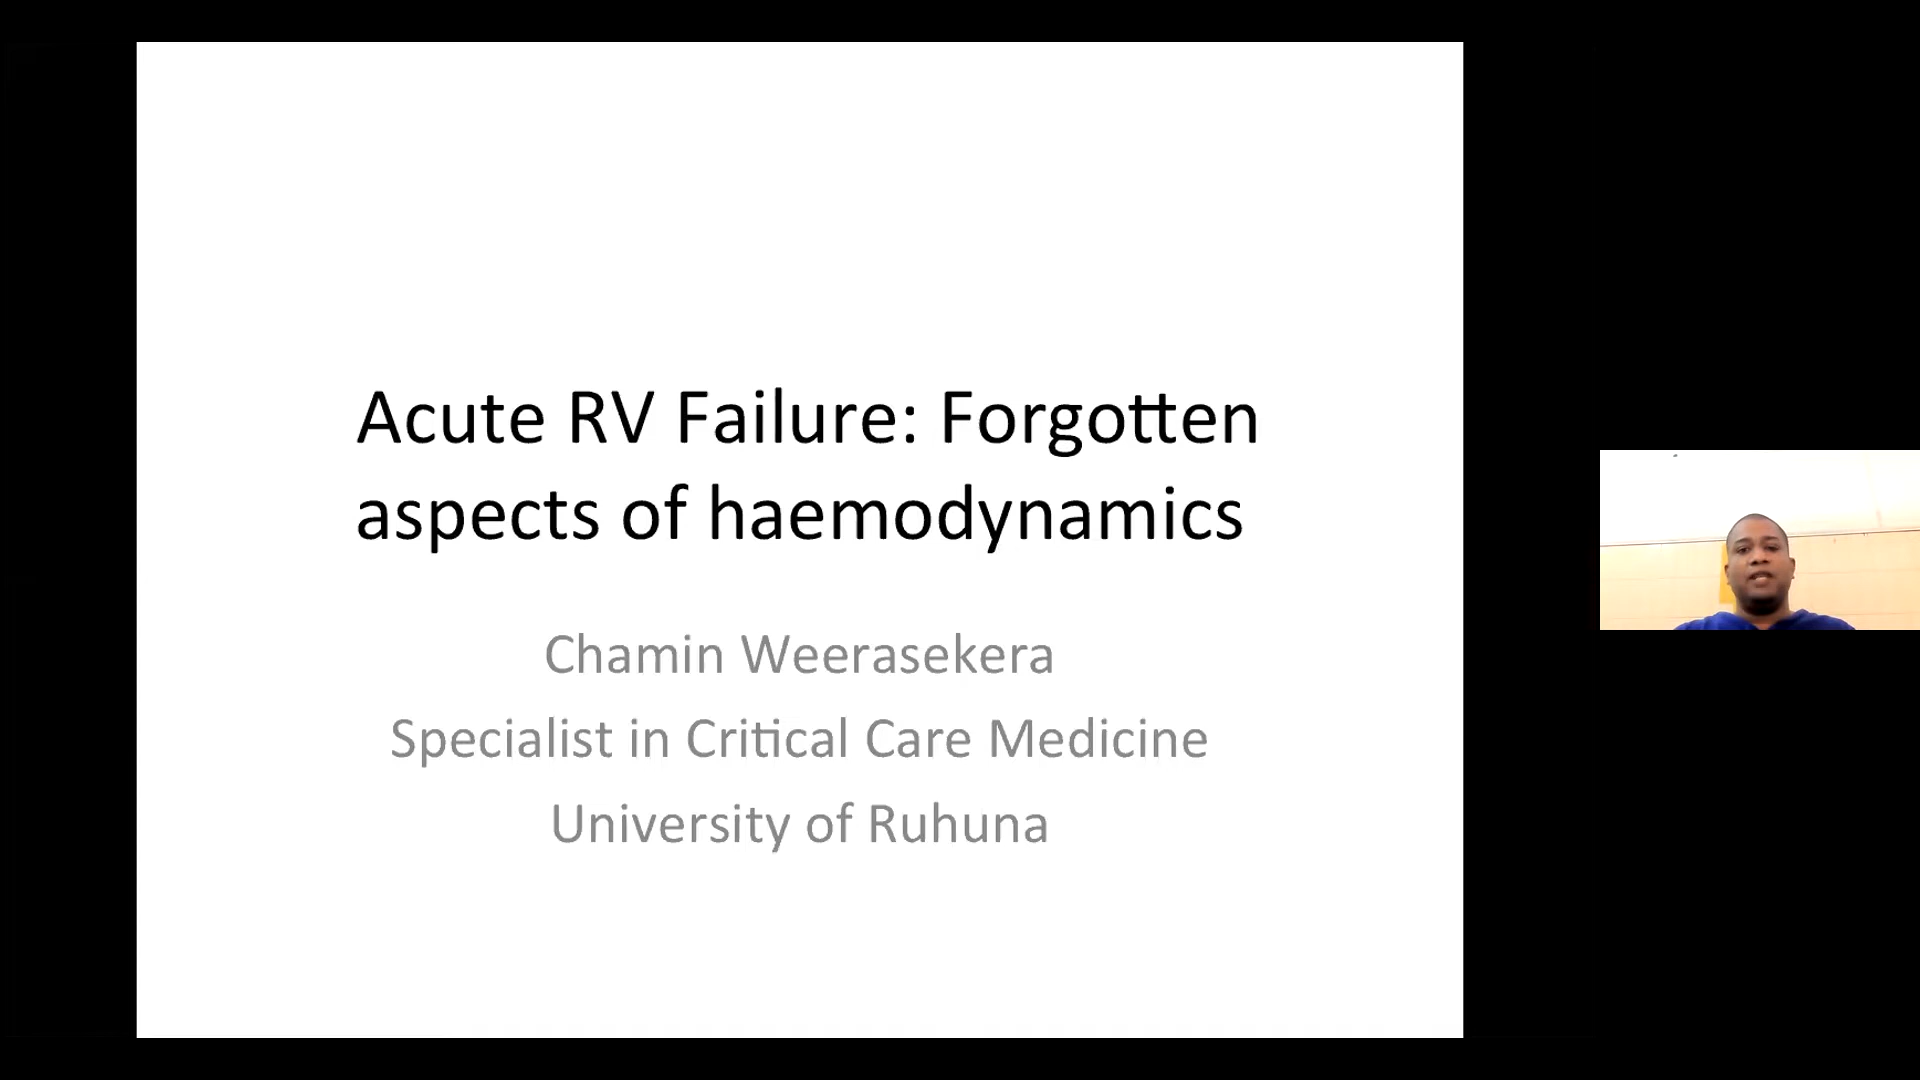 Acute RV Failure: Forgotten
aspects of haemodynamics
Chamin Weerasekera
Specialist in Critical Care Medicine
University of Ruhuna